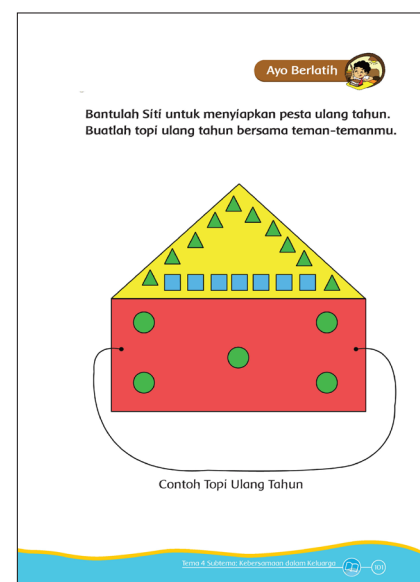 Ayo Berlatih
Bantulah Siti untuk menyiapkan pesta ulang tahun.
Buatlah topi ulang tahun bersama teman-temanmu.
Contoh Topi Ulang Tahun
Tema 4 Subtema: Kebersamaan dalam Keluarga
101